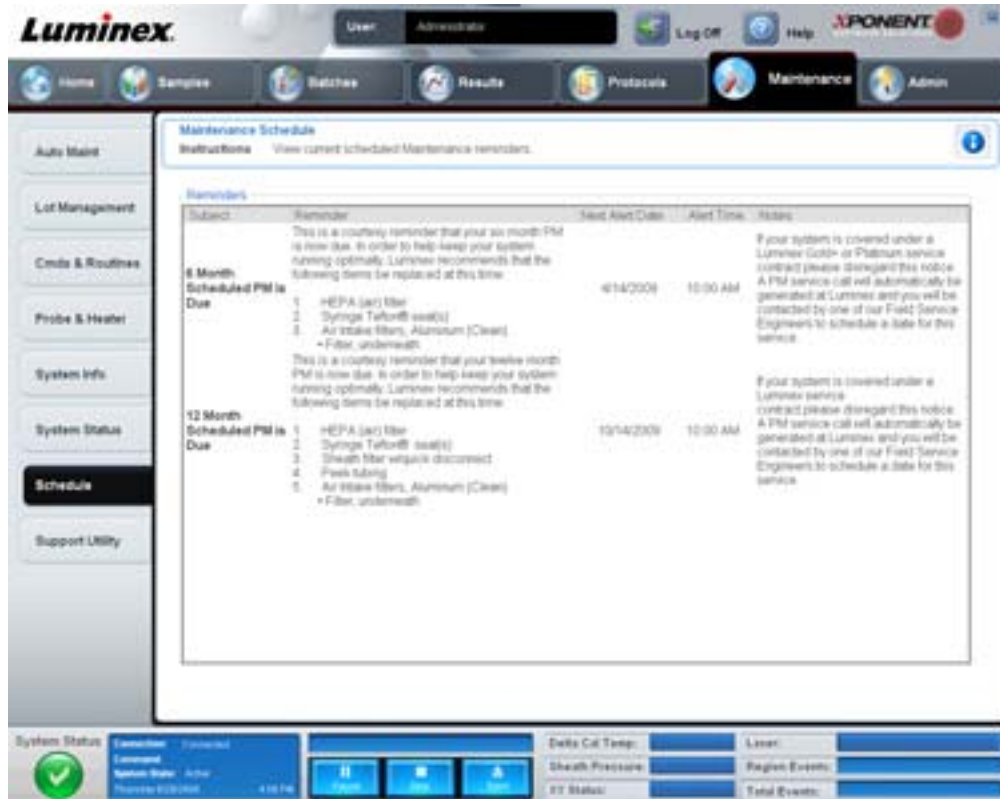 Luminex.
User:
Administrator
Log Off
Help
XPONENT
Home
Samples
Batches
Results
Protocols
Maintenance
Admin
Auto Maint
Lot Management
Cmds & Routines
Probe & Heater
System Info
System Status
Schedule
Support Utility
Maintenance Schedule
Instructions View current scheduled Maintenance reminders.
Reminders
Subject Reminder Next Alert Date Alert Time Notes
6 Month
Scheduled PM is
Due
This is a courtesy reminder that your six month PM
is now due. In order to help keep your system
running optimally, Luminex recommends that the
following items be replaced at this time:
1. HEPA (air) filter
2. Syringe Teflon® seal(s)
3. Air Intake filters, Aluminum (Clean)
• Filter, underneath
4/14/2009
10:00 AM
If your system is covered under a
Luminex Gold+ or Platinum service
contract please disregard this notice.
A PM service call will automatically be
generated at Luminex and you will be
contacted by one of our Field Service
Engineers to schedule a date for this
service.
12 Month
Scheduled PM is
Due
This is a courtesy reminder that your twelve month
PM is now due. In order to help keep your system
running optimally, Luminex recommends that the
following items be replaced at this time:
1. HEPA (air) filter
2. Syringe Teflon® seal(s)
3. Sheath filter w/quick disconnect
4. Peek tubing
5. Air Intake filters, Aluminum (Clean)
• Filter, underneath
10/14/2009
10:00 AM
If your system is covered under a
Luminex service
contract please disregard this notice.
A PM service call will automatically be
generated at Luminex and you will be
contacted by one of our Field Service
Engineers to schedule a date for this
service.
System Status
Connection: Connected
Command:
System State: Active
Thursday
Pause
Stop
Eject
Delta Cal Temp:
Sheath Pressure:
XY Status:
Laser:
Region Events:
Total Events: